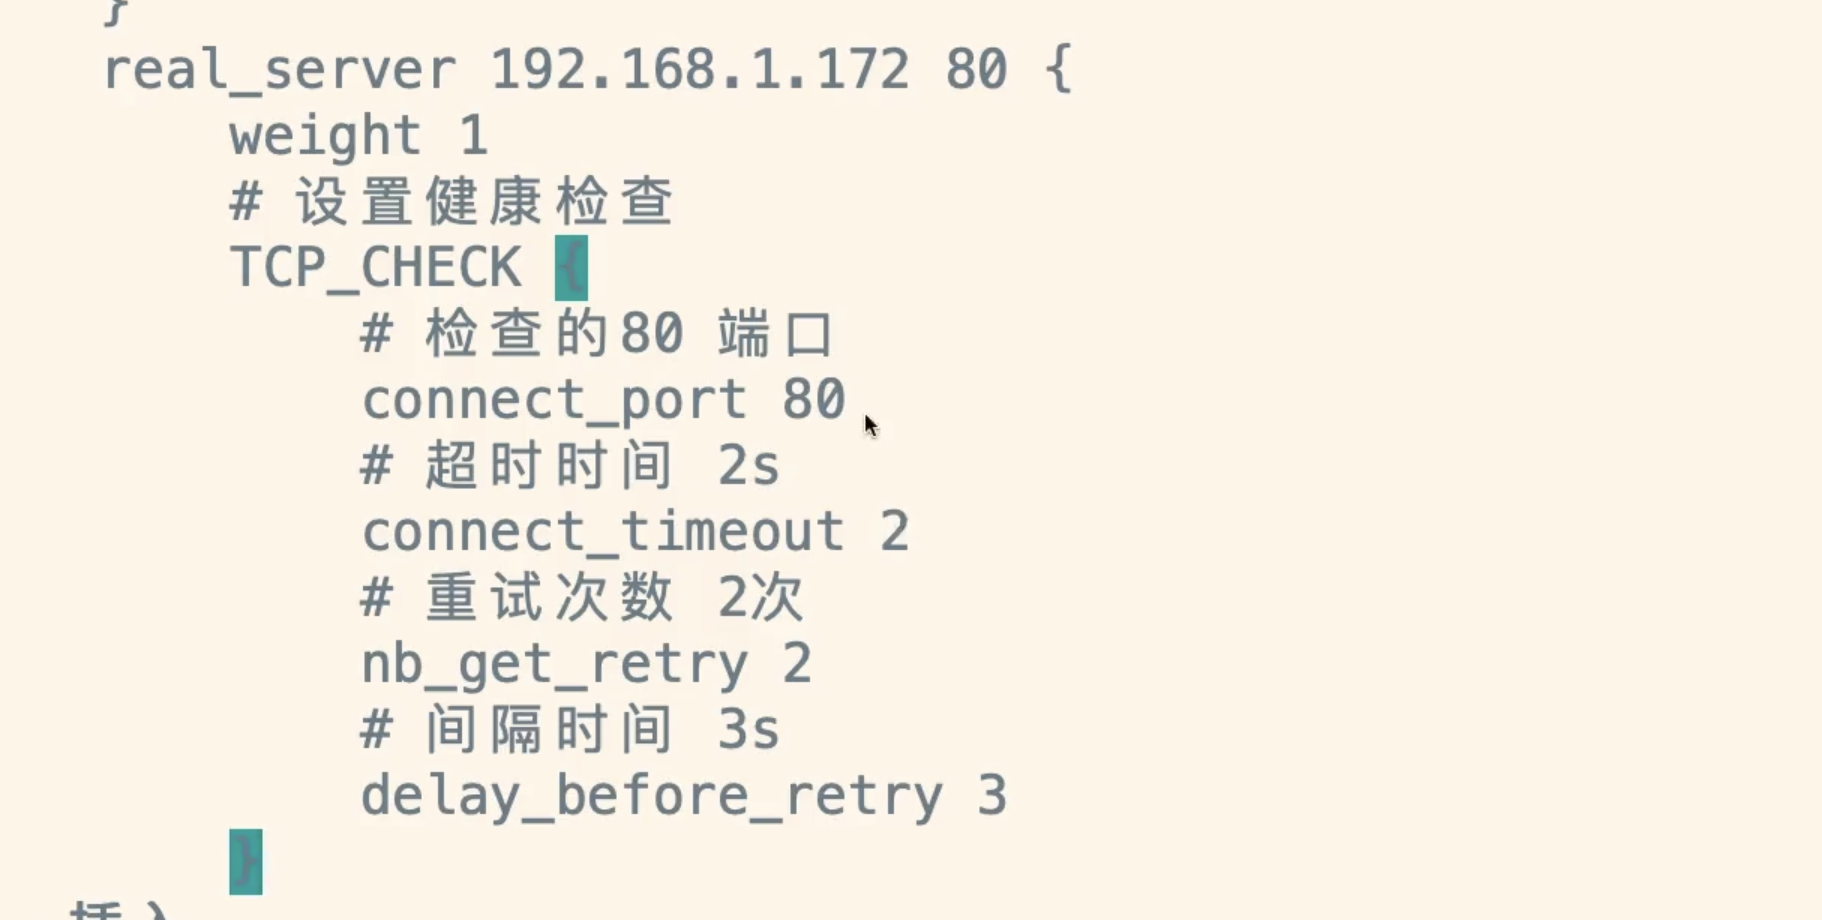 }
real_server 192.168.1.172 80 {
weight 1
# 设置健康检查
TCP_CHECK {
# 检查的80 端口
connect_port 80
# 超时时间 2s
connect_timeout 2
# 重试次数 2次
nb_get_retry 2
# 间隔时间 3s
delay_before_retry 3
}
插入